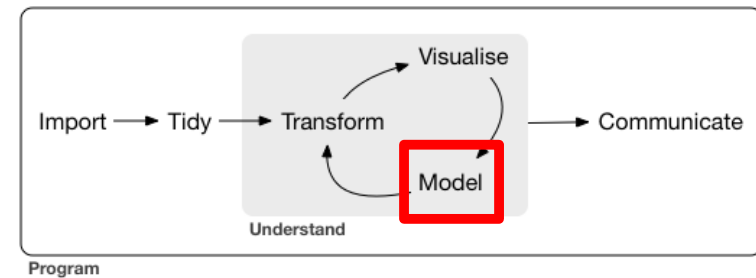 Visualise
Import
Tidy
Transform
Communicate
Model
Understand
Program